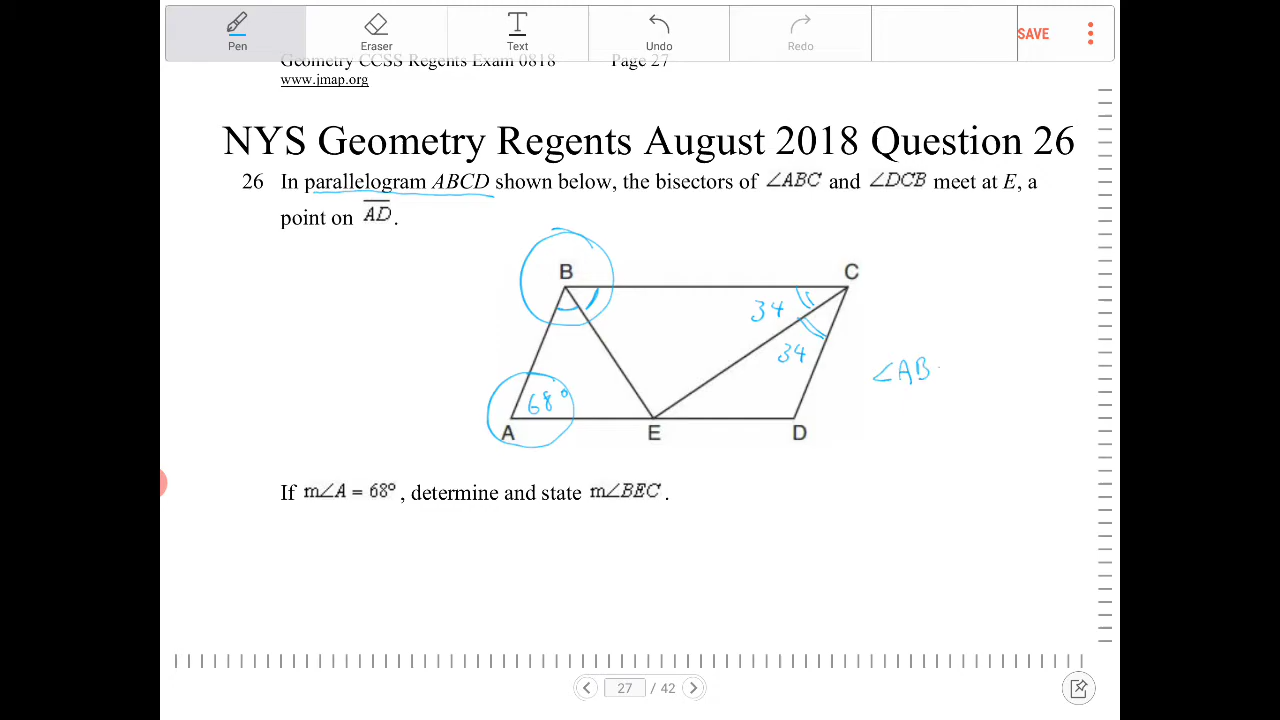 Pen Eraser Text Undo Redo SAVE
Geometry CCSS Regents Exam 0818 Page 27
www.jmap.org
NYS Geometry Regents August 2018 Question 26
26 In parallelogram ABCD shown below, the bisectors of ∠ABC and ∠DCB meet at E, a
point on AD.
B C
34
34
∠AB
68°
A E D
If m∠A = 68°, determine and state m∠BEC.
27 / 42